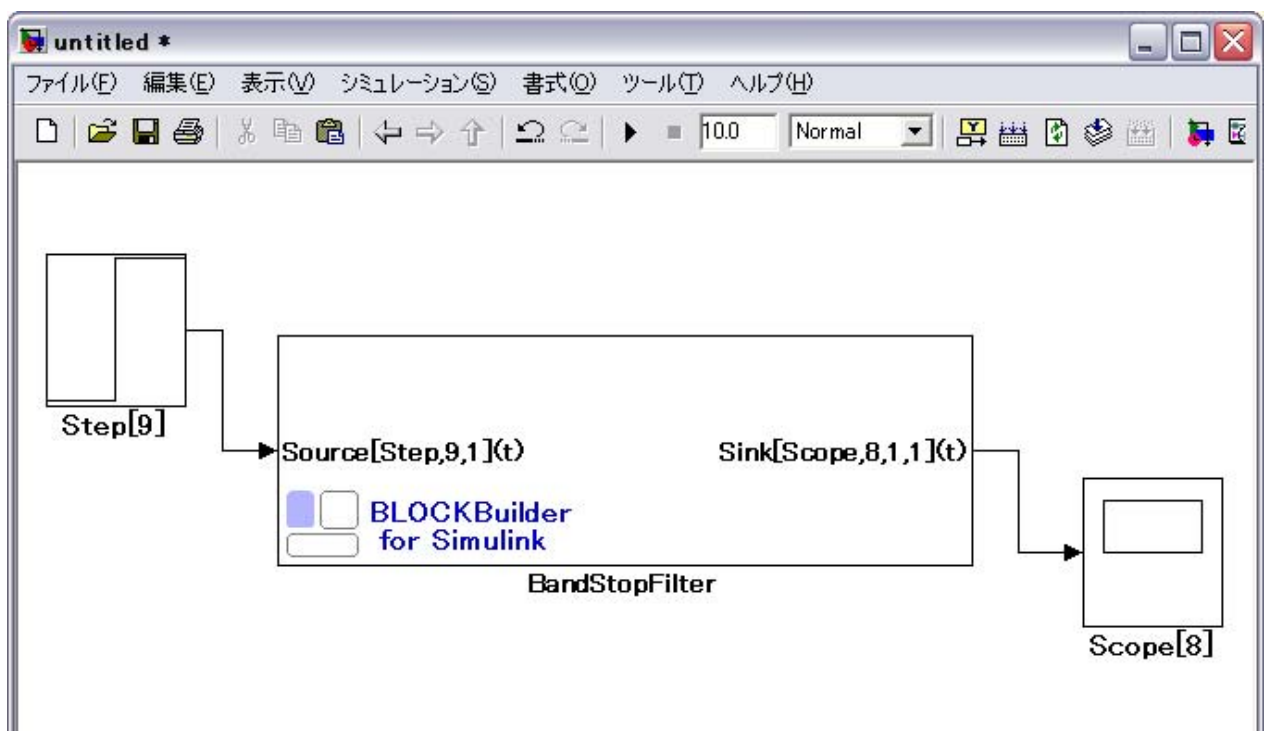 untitled *
ファイル(F) 編集(E) 表示(V) シミュレーション(S) 書式(O) ツール(T) ヘルプ(H)
10.0 Normal
Step[9]
Source[Step,9,1](t) Sink[Scope,8,1,1](t)
BLOCKBuilder
for Simulink
BandStopFilter
Scope[8]